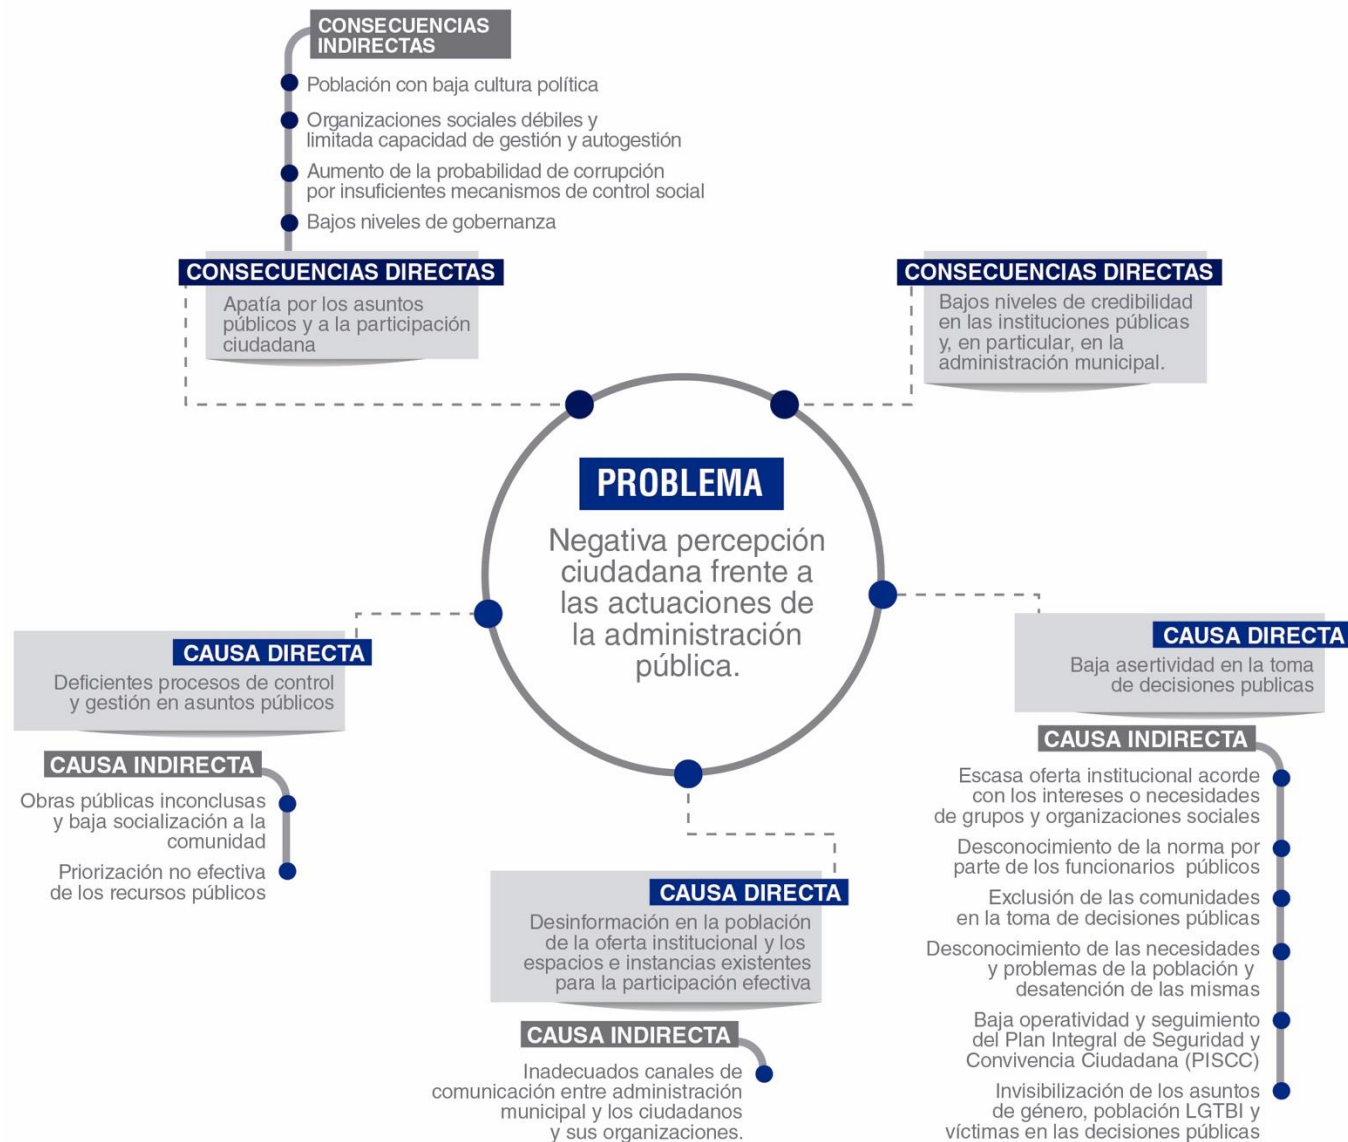 CONSECUENCIAS
INDIRECTAS
Población con baja cultura política
Organizaciones sociales débiles y
limitada capacidad de gestión y autogestión
Aumento de la probabilidad de corrupción
por insuficientes mecanismos de control social
Bajos niveles de gobernanza
CONSECUENCIAS DIRECTAS
Apatía por los asuntos
públicos y a la participación
ciudadana
CONSECUENCIAS DIRECTAS
Bajos niveles de credibilidad
en las instituciones públicas
y, en particular, en la
administración municipal.
PROBLEMA
Negativa percepción
ciudadana frente a
las actuaciones de
la administración
pública.
CAUSA DIRECTA
Deficientes procesos de control
y gestión en asuntos públicos
CAUSA INDIRECTA
Obras públicas inconclusas
y baja socialización a la
comunidad
Priorización no efectiva
de los recursos públicos
CAUSA DIRECTA
Desinformación en la población
de la oferta institucional y los
espacios e instancias existentes
para la participación efectiva
CAUSA INDIRECTA
Inadecuados canales de
comunicación entre administración
municipal y los ciudadanos
y sus organizaciones.
CAUSA DIRECTA
Baja asertividad en la toma
de decisiones publicas
CAUSA INDIRECTA
Escasa oferta institucional acorde
con los intereses o necesidades
de grupos y organizaciones sociales
Desconocimiento de la norma por
parte de los funcionarios públicos
Exclusión de las comunidades
en la toma de decisiones públicas
Desconocimiento de las necesidades
y problemas de la población y
desatención de las mismas
Baja operatividad y seguimiento
del Plan Integral de Seguridad y
Convivencia Ciudadana (PISCC)
Invisibilización de los asuntos
de género, población LGTBI y
víctimas en las decisiones públicas